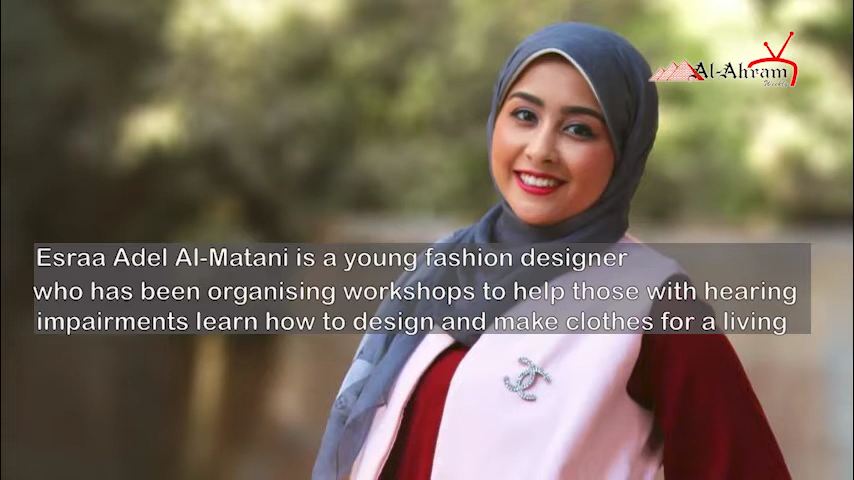 Al-Ahram
Weekly
Esraa Adel Al-Matani is a young fashion designer
who has been organising workshops to help those with hearing
impairments learn how to design and make clothes for a living